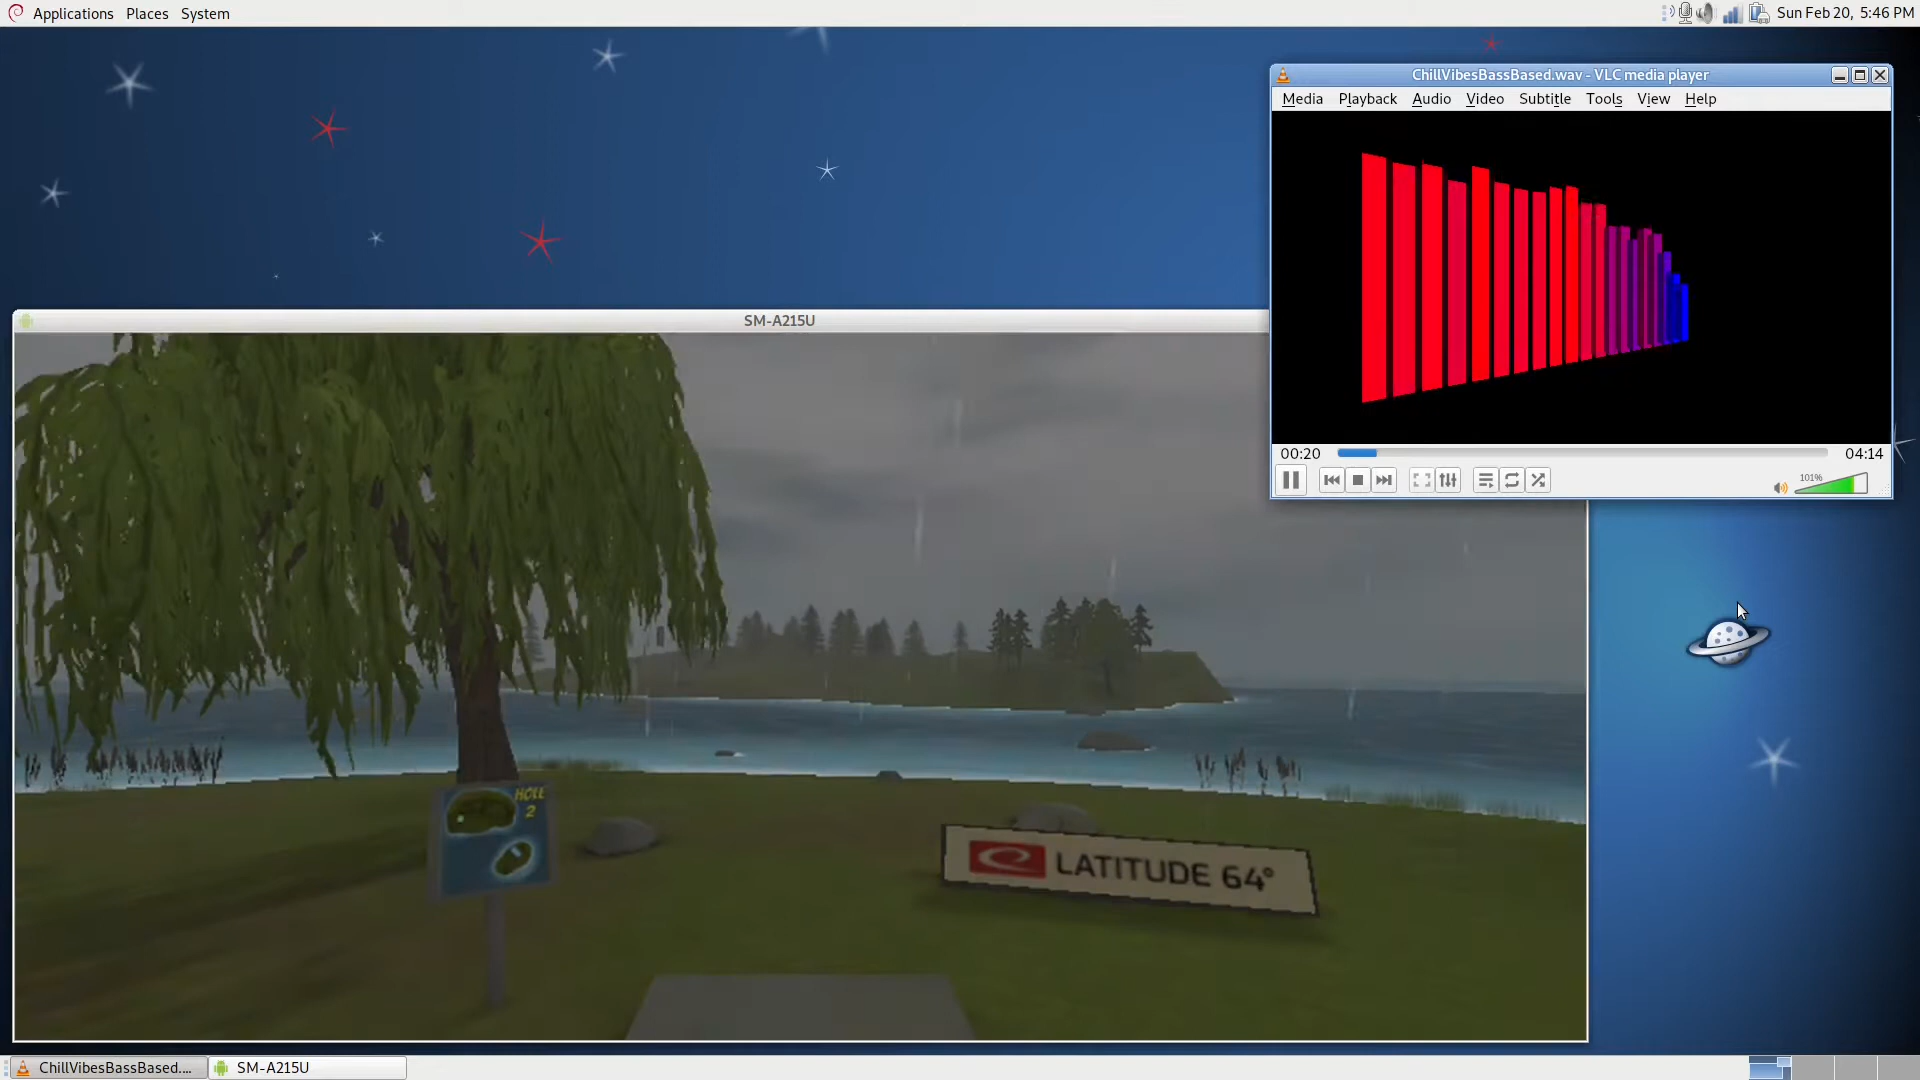 Applications Places System
Sun Feb 20, 5:46 PM
ChillVibesBassBased.wav - VLC media player
Media Playback Audio Video Subtitle Tools View Help
00:20
04:14
101%
SM-A215U
HOLE
2
LATITUDE 64°
ChillVibesBassBased....
SM-A215U